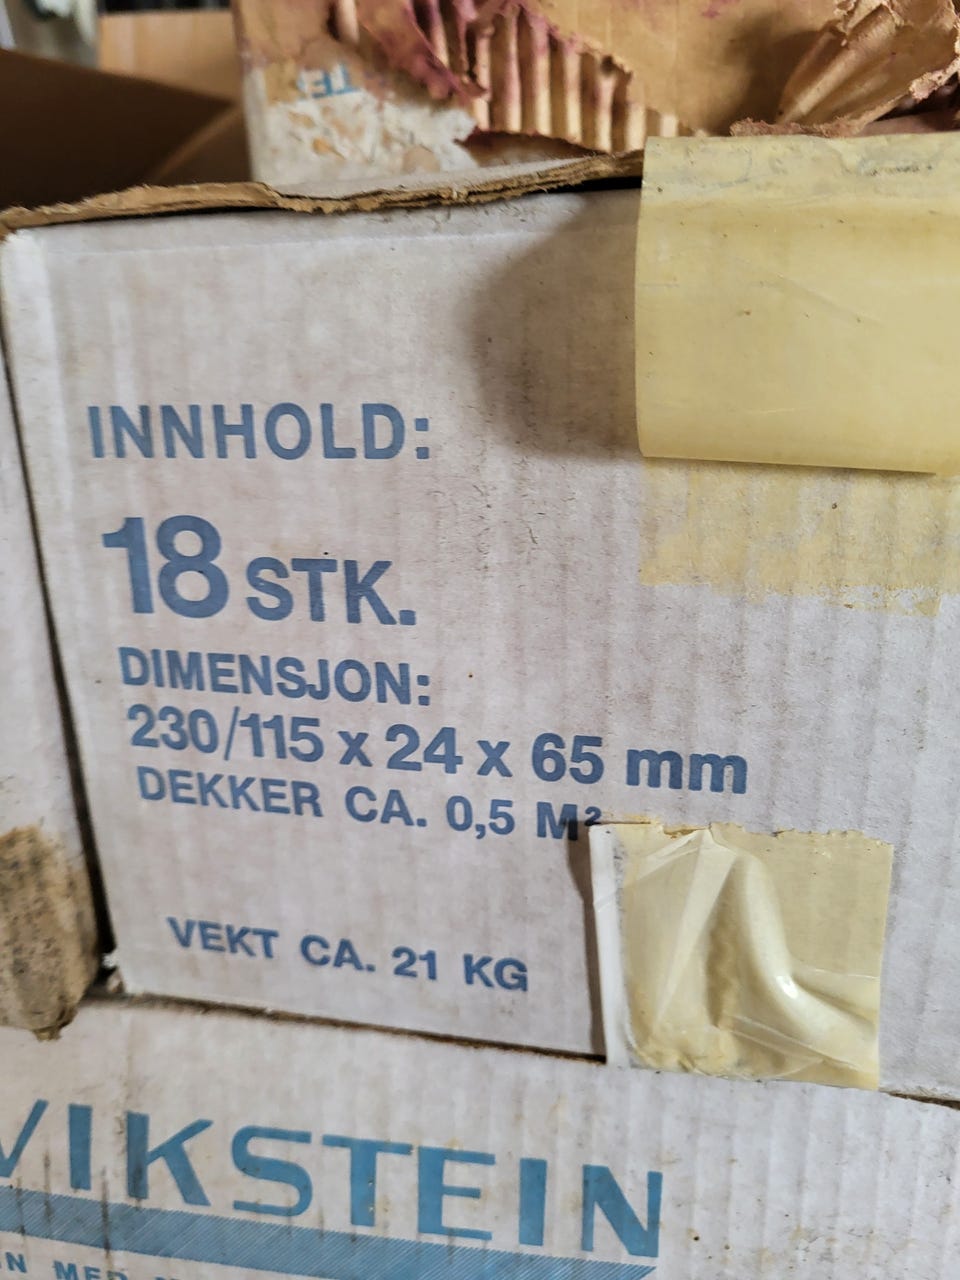 INNHOLD:
18 STK.
DIMENSJON:
230/115 x 24 x 65 mm
DEKKER CA. 0,5 M²
VEKT CA. 21 KG
VIKSTEIN
MED